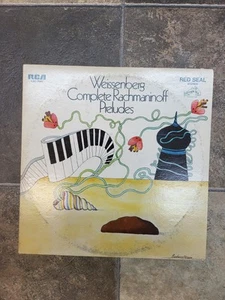 RCA
RED SEAL
Weissenberg
Complete Rachmaninoff
Preludes